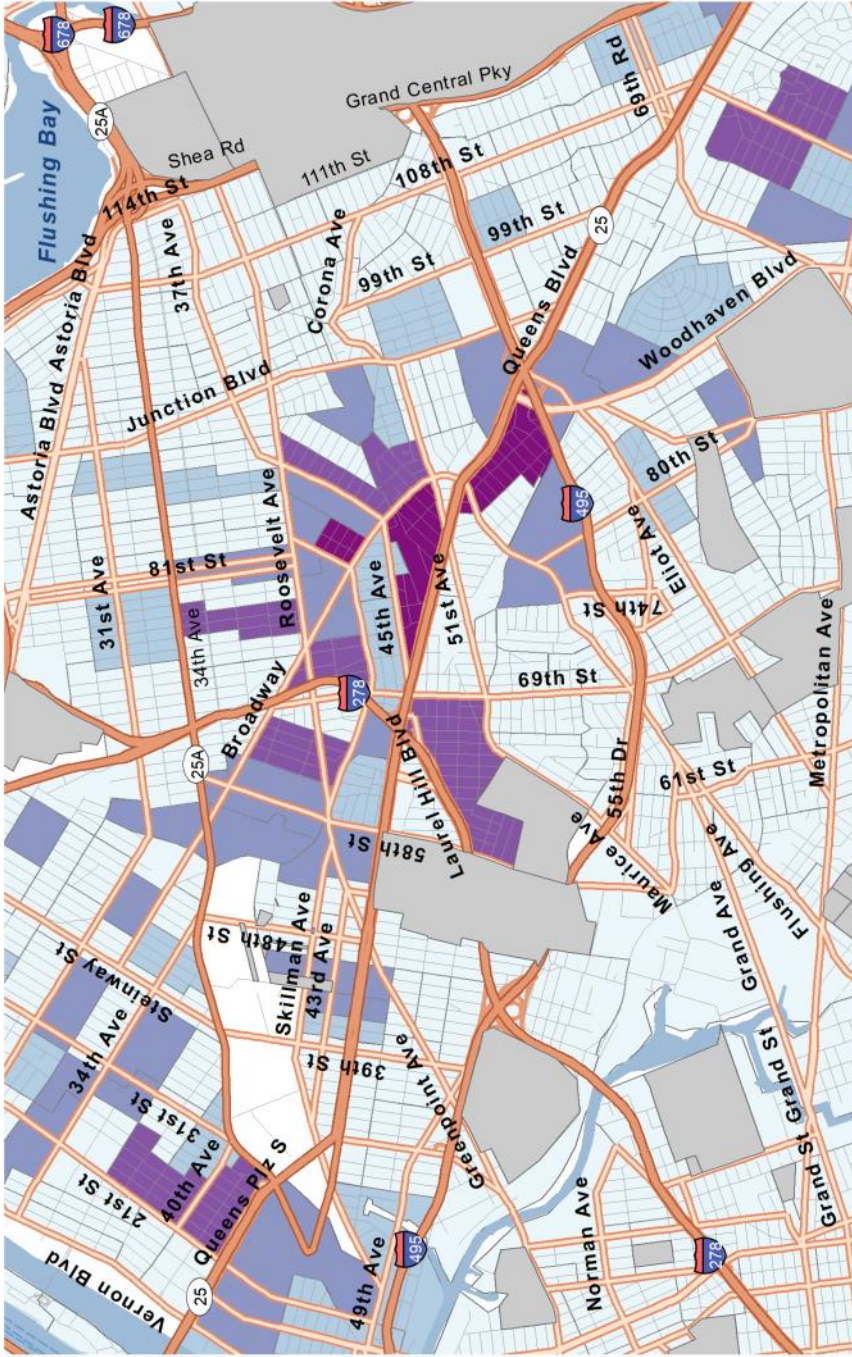 678
678
Flushing Bay
25A
Grand Central Pky
69th Rd
Shea Rd
111th St
114th St
108th St
37th Ave
Corona Ave
99th St
99th St
25
Astoria Blvd
Astoria Blvd
Junction Blvd
Queens Blvd
Woodhaven Blvd
31st Ave
81st St
Roosevelt Ave
80th St
495
34th Ave
45th Ave
51st Ave
Eliot Ave
74th St
Broadway
278
69th St
25A
Laurel Hill Blvd
55th Dr
61st St
Metropolitan Ave
58th St
Maurice Ave
Skillman Ave
43rd Ave
48th St
Grand Ave
Flushing Ave
Steinway St
34th Ave
39th St
31st St
Greenpoint Ave
Grand St
Grand St
21st St
40th Ave
Queens Plz S
Norman Ave
Vernon Blvd
25
49th Ave
495
278